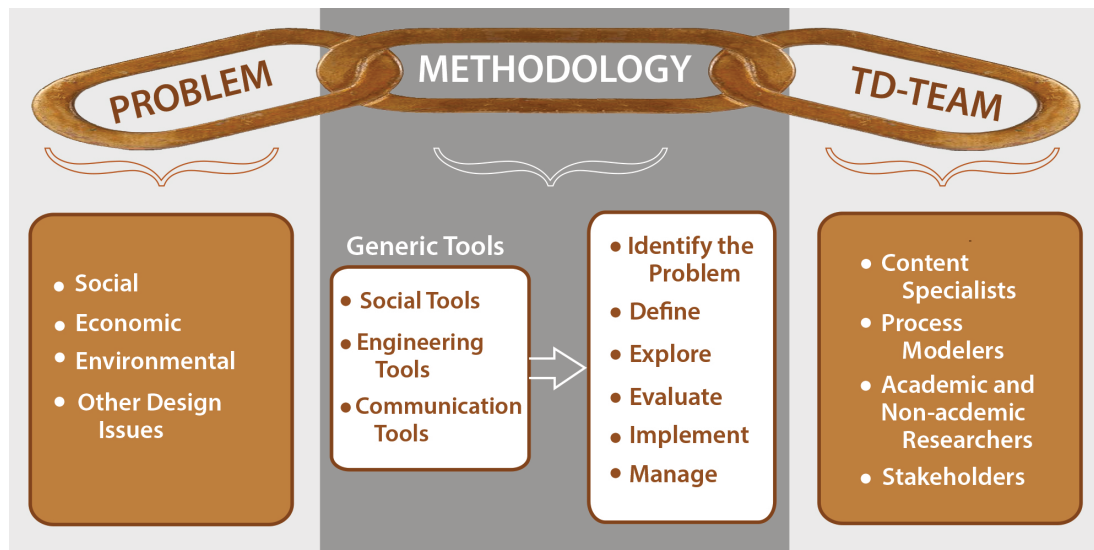 PROBLEM
METHODOLOGY
TD-TEAM
• Social
• Economic
• Environmental
• Other Design
Issues
Generic Tools
• Social Tools
• Engineering
Tools
• Communication
Tools
• Identify the
Problem
• Define
• Explore
• Evaluate
• Implement
• Manage
• Content
Specialists
• Process
Modelers
• Academic and
Non-acdemic
Researchers
• Stakeholders